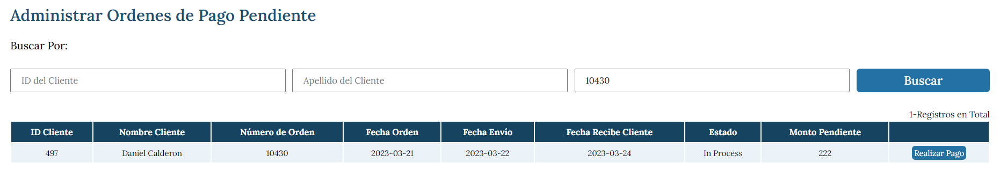 Administrar Ordenes de Pago Pendiente
Buscar Por:
ID del Cliente Apellido del Cliente 10430 Buscar
1-Registros en Total
ID Cliente Nombre Cliente Número de Orden Fecha Orden Fecha Envío Fecha Recibe Cliente Estado Monto Pendiente
497 Daniel Calderon 10430 2023-03-21 2023-03-22 2023-03-24 In Process 222 Realizar Pago